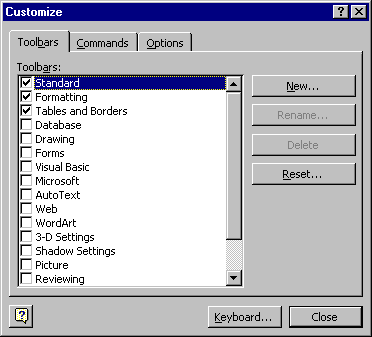 Customize
Toolbars Commands Options
Toolbars:
Standard
Formatting
Tables and Borders
Database
Drawing
Forms
Visual Basic
Microsoft
AutoText
Web
WordArt
3-D Settings
Shadow Settings
Picture
Reviewing
New...
Rename...
Delete
Reset...
Keyboard... Close